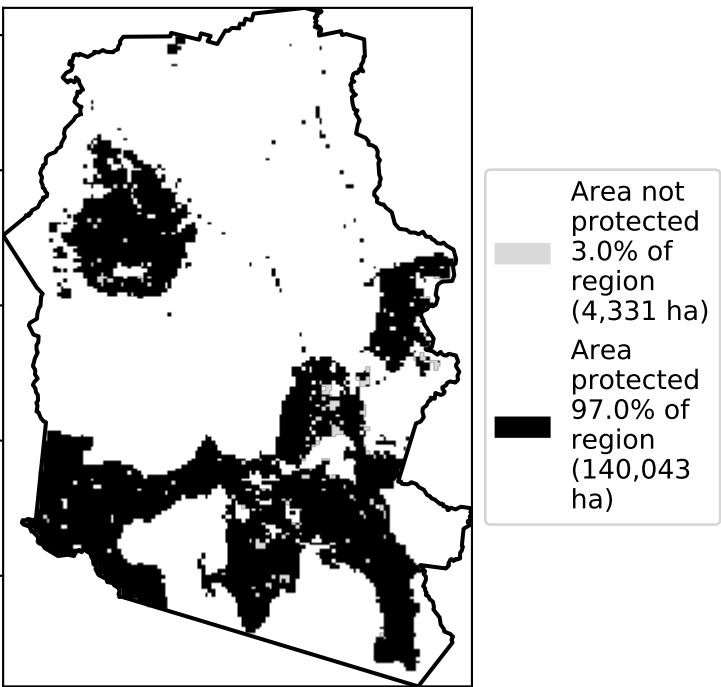 Area not
protected
3.0% of
region
(4,331 ha)
Area
protected
97.0% of
region
(140,043
ha)